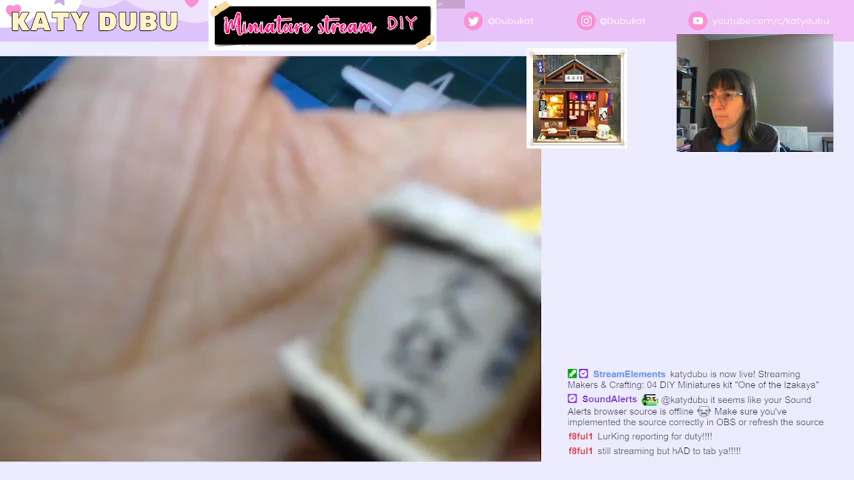 KATY DUBU
Miniature stream DIY
@Dubukat
@Dubukat
youtube.com/c/katydubu
StreamElements katydubu is now live! Streaming
Makers & Crafting: 04 DIY Miniatures kit "One of the Izakaya"
SoundAlerts @katydubu it seems like your Sound
Alerts browser source is offline Make sure you've
implemented the source correctly in OBS or refresh the source
f8ful1 LurKing reporting for duty!!!!
f8ful1 still streaming but hAD to tab ya!!!!!